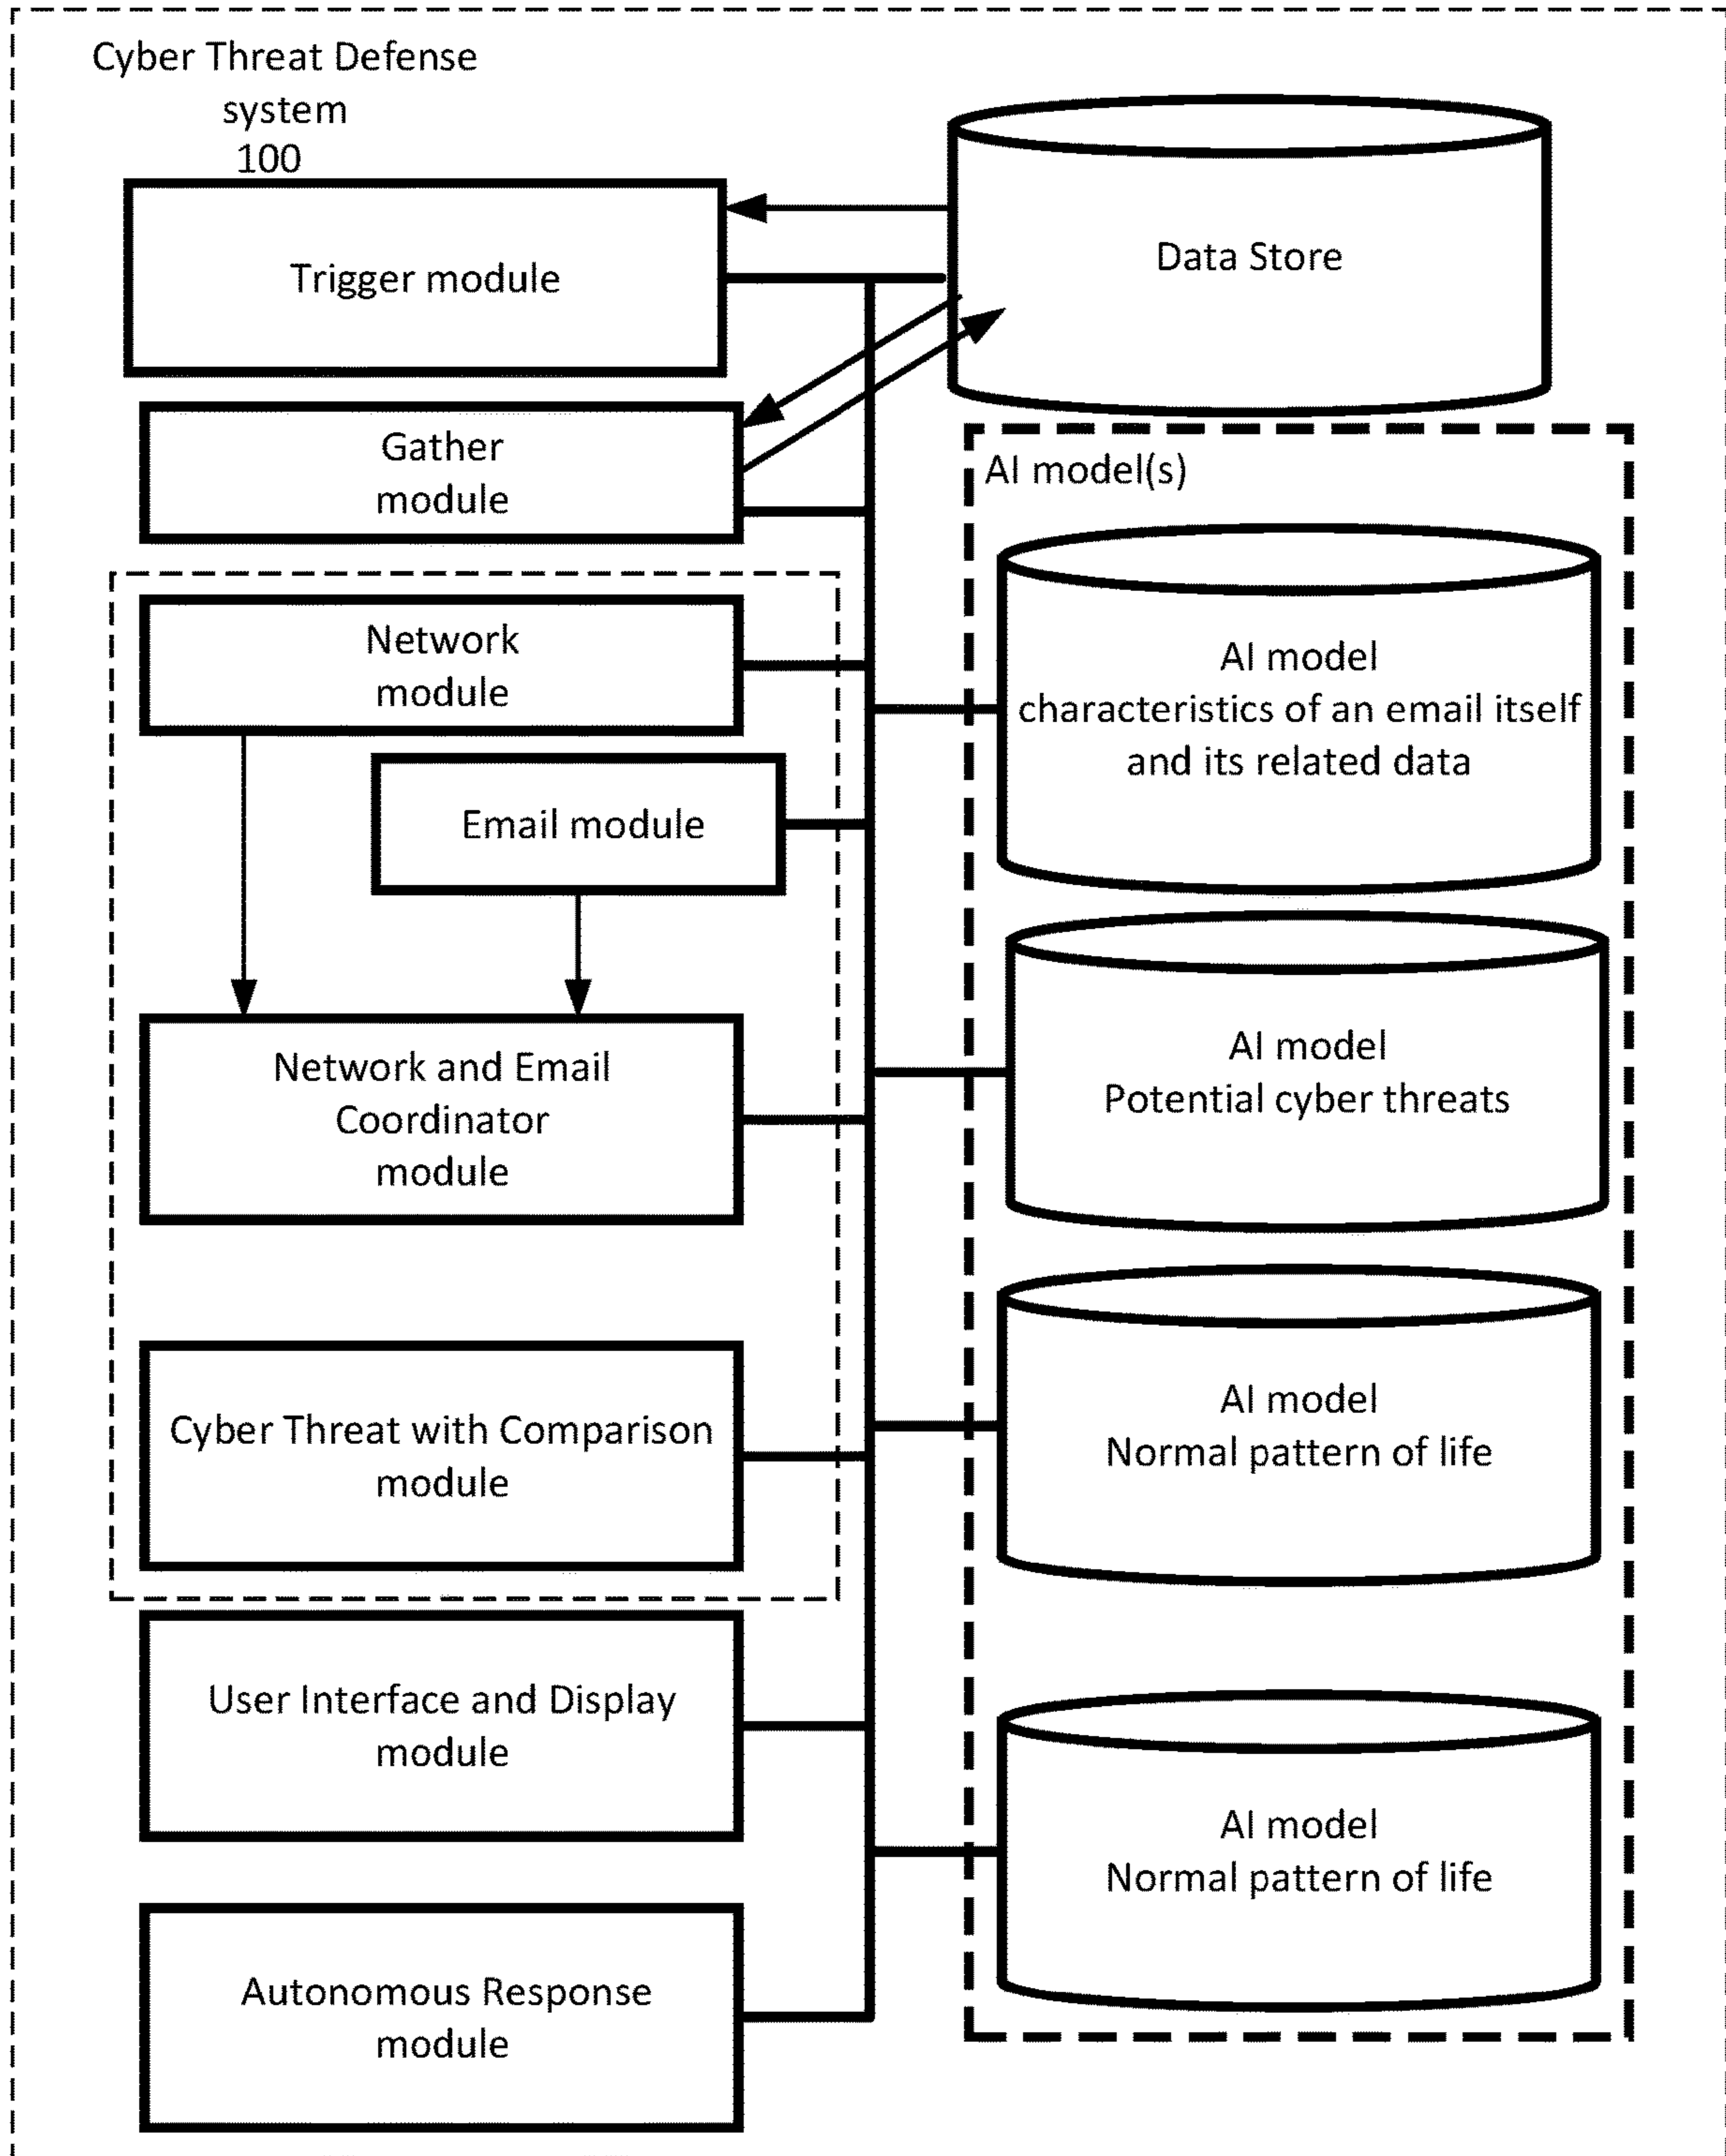 Cyber Threat Defense
system
100
Trigger module
Data Store
Gather
module
AI model(s)
Network
module
AI model
characteristics of an email itself
and its related data
Email module
Network and Email
Coordinator
module
AI model
Potential cyber threats
Cyber Threat with Comparison
module
AI model
Normal pattern of life
User Interface and Display
module
AI model
Normal pattern of life
Autonomous Response
module